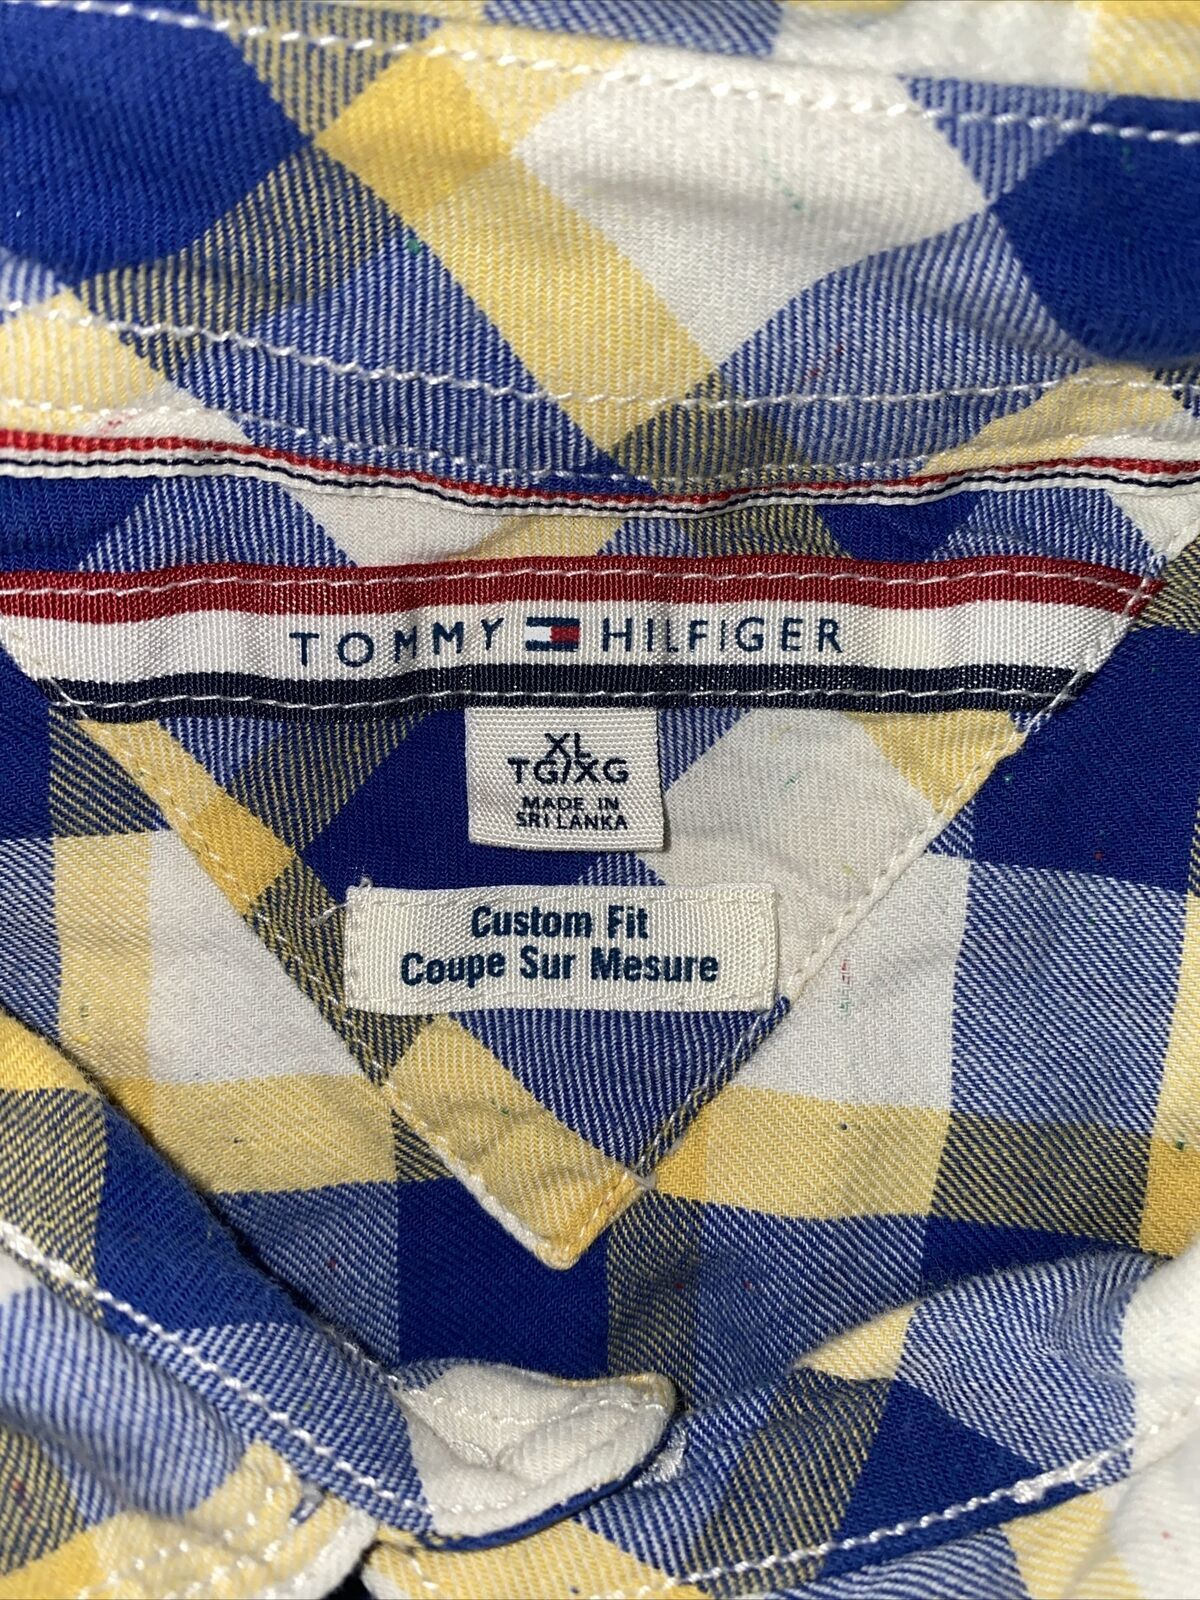 TOMMY HILFIGER
XL
TG/XG
MADE IN
SRI LANKA
Custom Fit
Coupe Sur Mesure